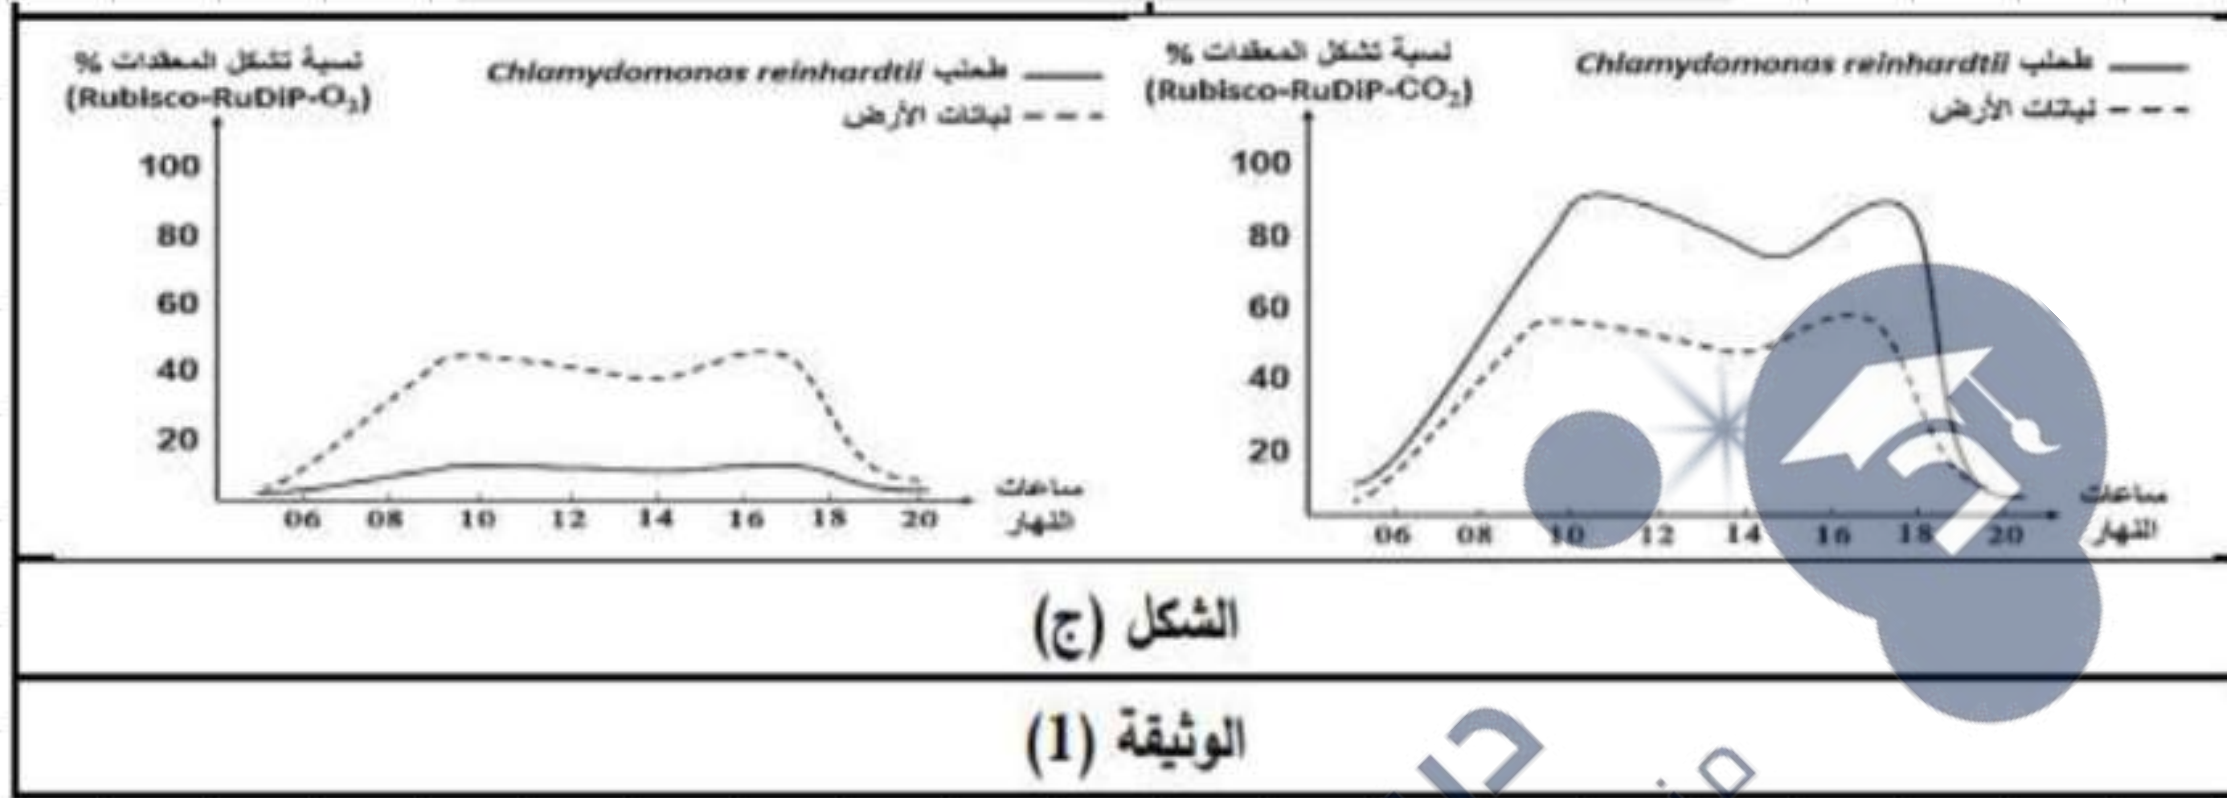 نسبة تشكل المعقدات %
(Rubisco-RuDiP-O₂)
طحلب Chlamydomonas reinhardtii
نباتات الأرض
100
80
60
40
20
06 08 10 12 14 16 18 20
ساعات
النهار
نسبة تشكل المعقدات %
(Rubisco-RuDiP-CO₂)
طحلب Chlamydomonas reinhardtii
نباتات الأرض
100
80
60
40
20
06 08 10 12 14 16 18 20
ساعات
النهار
الشكل (ج)
الوثيقة (1)